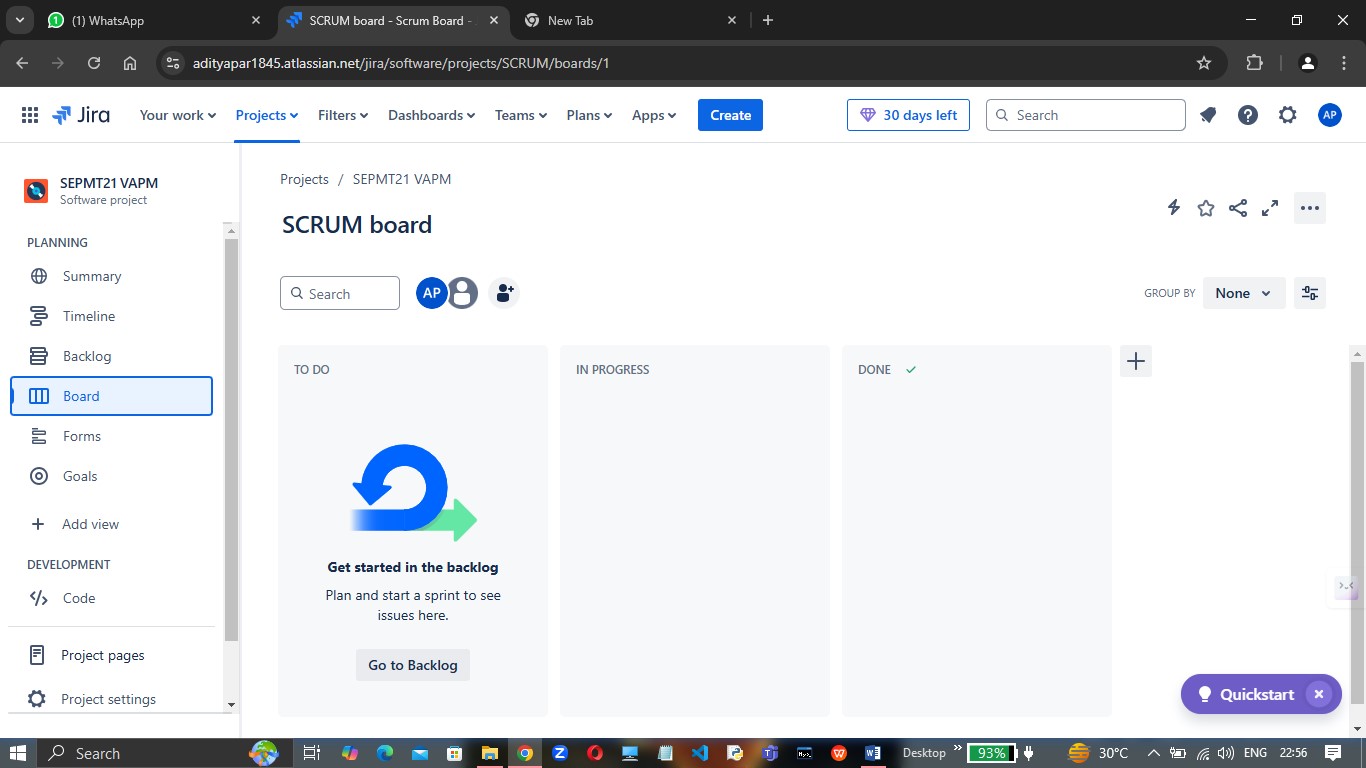 (1) WhatsApp
SCRUM board - Scrum Board -
New Tab
adityapar1845.atlassian.net/jira/software/projects/SCRUM/boards/1
Jira
Your work
Projects
Filters
Dashboards
Teams
Plans
Apps
Create
30 days left
Search
AP
SEPMT21 VAPM
Software project
PLANNING
Summary
Timeline
Backlog
Board
Forms
Goals
Add view
DEVELOPMENT
Code
Project pages
Project settings
Projects / SEPMT21 VAPM
SCRUM board
Search
AP
GROUP BY
None
TO DO
IN PROGRESS
DONE
Get started in the backlog
Plan and start a sprint to see
issues here.
Go to Backlog
Quickstart
Search
Desktop
93%
30°C
ENG
22:56